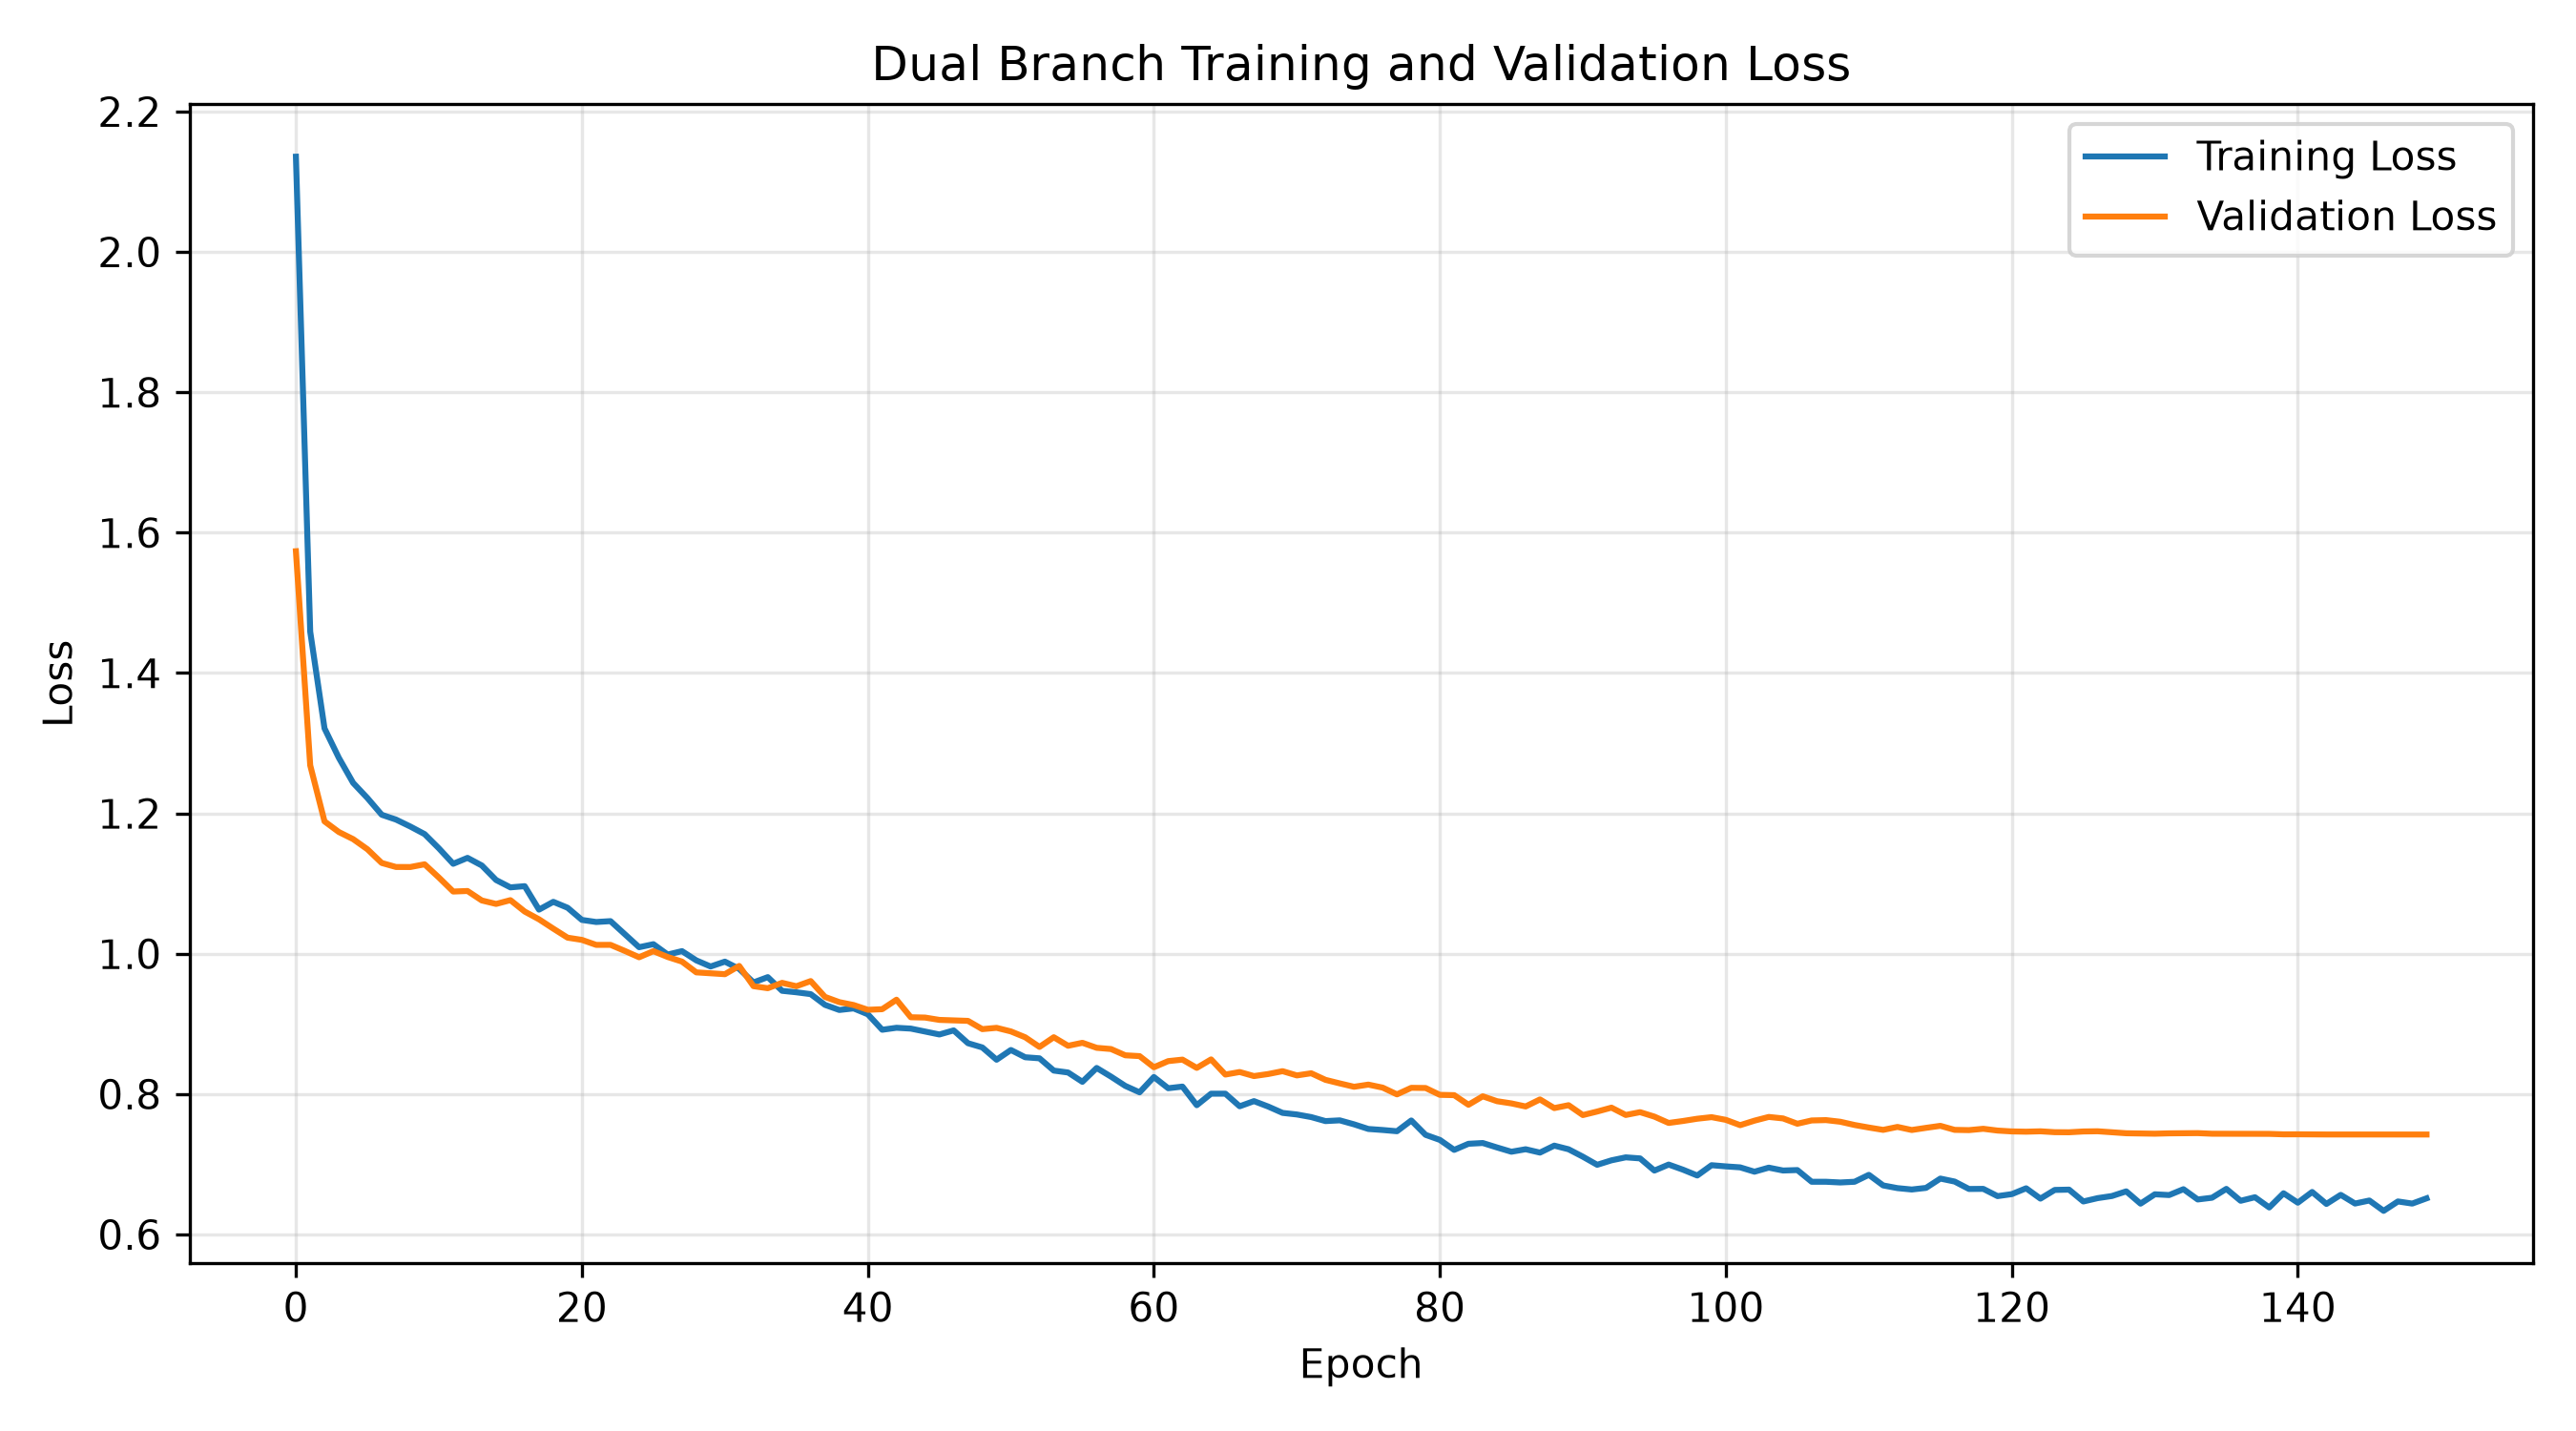 Dual Branch Training and Validation Loss
2.2
2.0
1.8
1.6
1.4
1.2
1.0
0.8
0.6
Loss
Training Loss
Validation Loss
0 20 40 60 80 100 120 140
Epoch